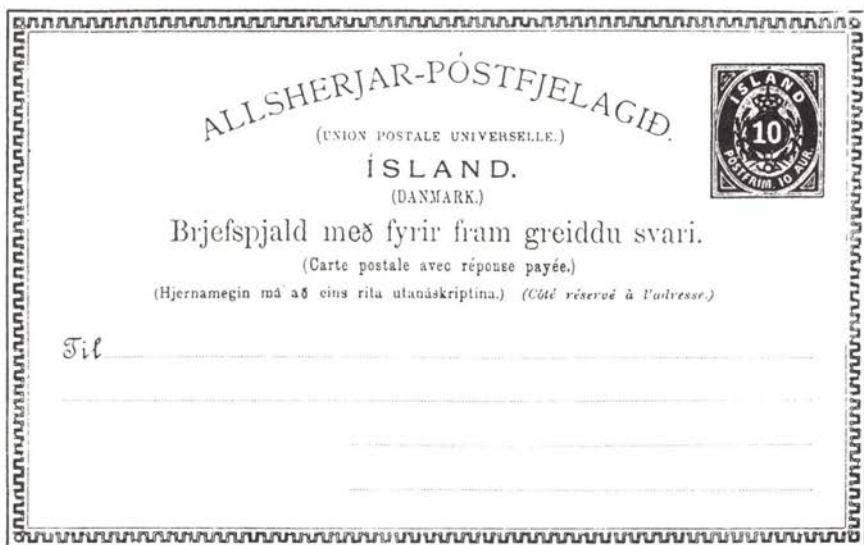 ALLSHERJAR-PÓSTFJELAGIÐ.
(UNION POSTALE UNIVERSELLE.)
ÍSLAND.
(DANMARK.)
Brjefspjald með fyrir fram greiddu svari.
(Carte postale avec réponse payée.)
(Hjernamegin má að eins rita utanáskriptina.) (Côté réservé à l'adresse.)
Til
ÍSLAND
10
PÓSTFRIM. 10 AUR.